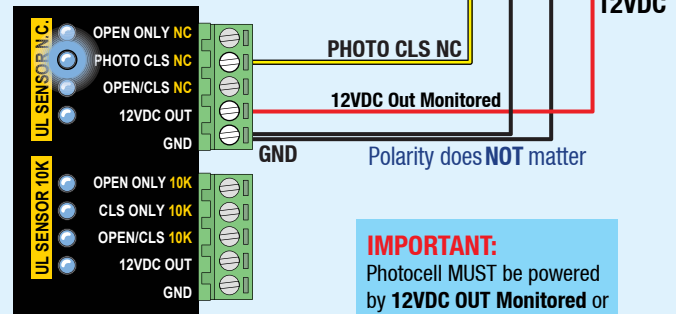 12VDC
UL SENSOR N.C.
OPEN ONLY NC
PHOTO CLS NC
OPEN/CLS NC
12VDC OUT
GND
PHOTO CLS NC
12VDC Out Monitored
GND
Polarity does NOT matter
UL SENSOR 10K
OPEN ONLY 10K
CLS ONLY 10K
OPEN/CLS 10K
12VDC OUT
GND
IMPORTANT:
Photocell MUST be powered
by 12VDC OUT Monitored or